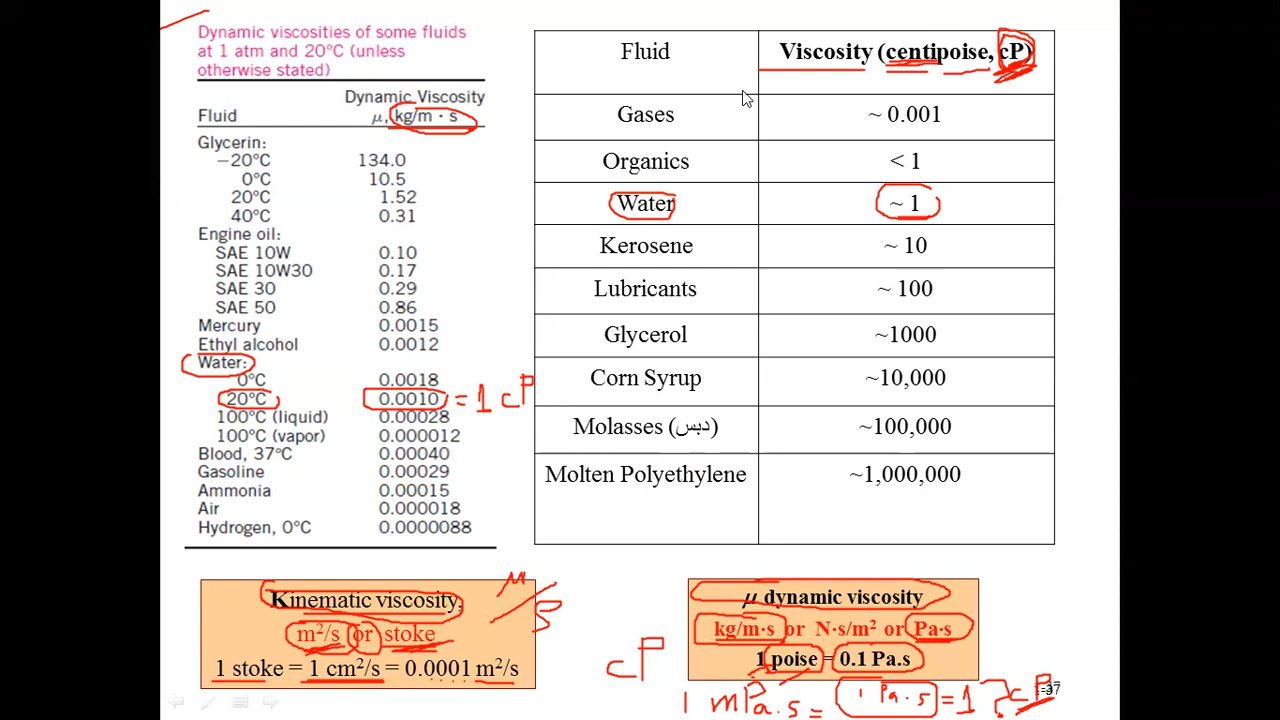 Dynamic viscosities of some fluids
at 1 atm and 20°C (unless
otherwise stated)
Dynamic Viscosity
Fluid μ, kg/m · s
Glycerin:
−20°C 134.0
0°C 10.5
20°C 1.52
40°C 0.31
Engine oil:
SAE 10W 0.10
SAE 10W30 0.17
SAE 30 0.29
SAE 50 0.86
Mercury 0.0015
Ethyl alcohol 0.0012
Water:
0°C 0.0018
20°C 0.0010 = 1 cP
100°C (liquid) 0.00028
100°C (vapor) 0.000012
Blood, 37°C 0.00040
Gasoline 0.00029
Ammonia 0.00015
Air 0.000018
Hydrogen, 0°C 0.0000088
Fluid Viscosity (centipoise, cP)
Gases ~ 0.001
Organics < 1
Water ~ 1
Kerosene ~ 10
Lubricants ~ 100
Glycerol ~1000
Corn Syrup ~10,000
Molasses (دبس) ~100,000
Molten Polyethylene ~1,000,000
Kinematic viscosity,
m²/s or stoke
1 stoke = 1 cm²/s = 0.0001 m²/s
μ
cP
μ dynamic viscosity
kg/m·s or N·s/m² or Pa·s
1 poise = 0.1 Pa.s
1 mPa.s = 1 Pa.s = 1 ? cP